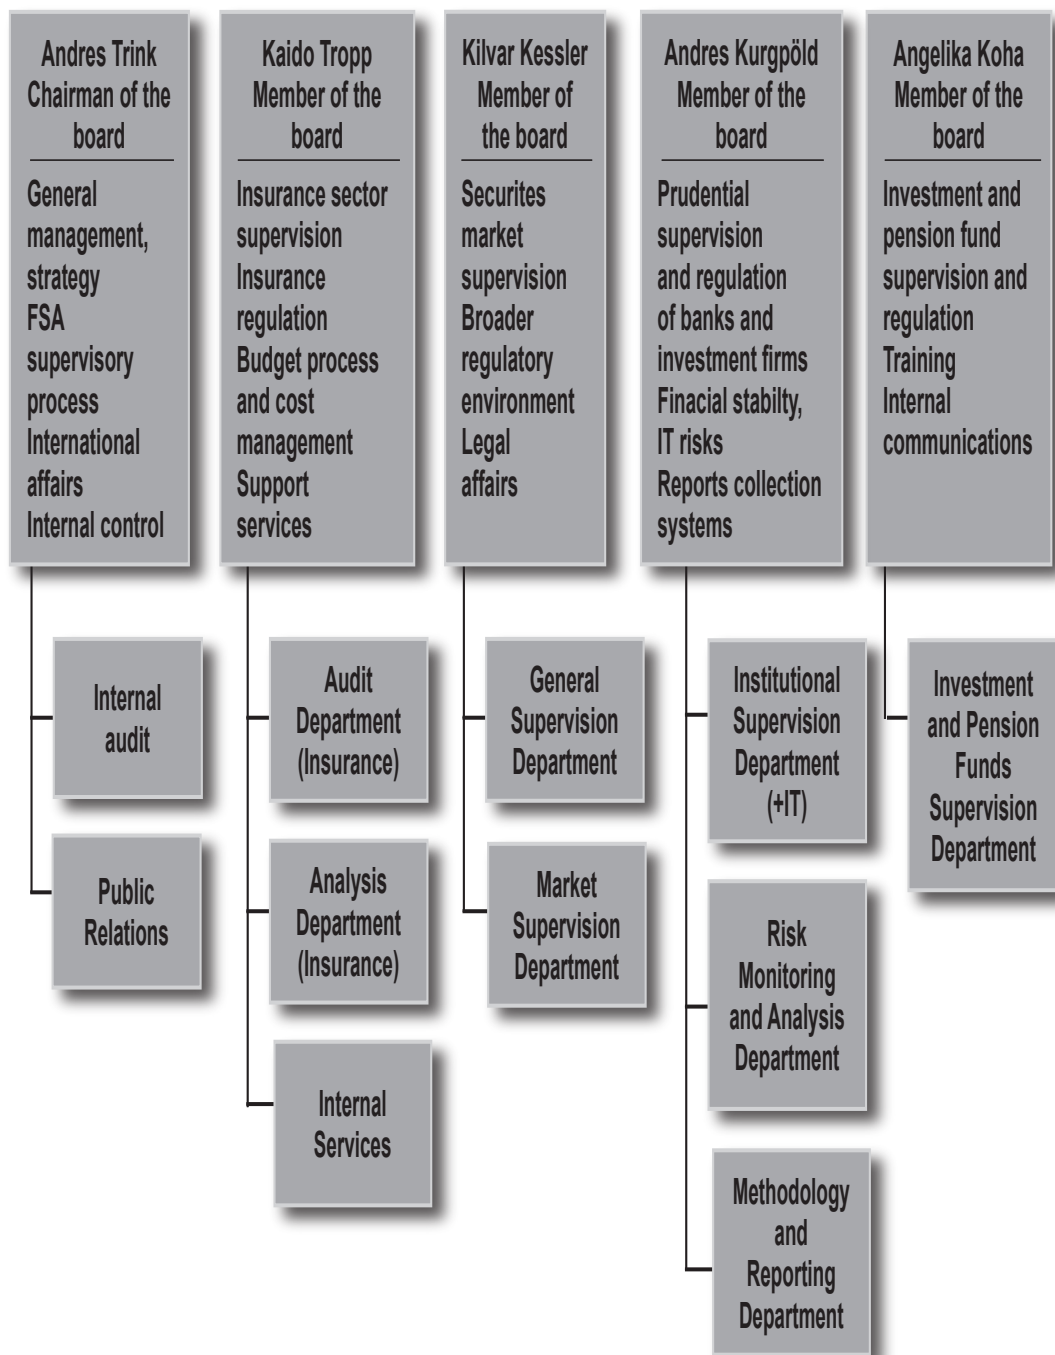 Andres Trink
Chairman of the
board
General
management,
strategy
FSA
supervisory
process
International
affairs
Internal control
Kaido Tropp
Member of the
board
Insurance sector
supervision
Insurance
regulation
Budget process
and cost
management
Support
services
Kilvar Kessler
Member of
the board
Securites
market
supervision
Broader
regulatory
environment
Legal
affairs
Andres Kurgpöld
Member of the
board
Prudential
supervision
and regulation
of banks and
investment firms
Finacial stabilty,
IT risks
Reports collection
systems
Angelika Koha
Member of the
board
Investment and
pension fund
supervision and
regulation
Training
Internal
communications
Internal
audit
Public
Relations
Audit
Department
(Insurance)
Analysis
Department
(Insurance)
Internal
Services
General
Supervision
Department
Market
Supervision
Department
Institutional
Supervision
Department
(+IT)
Risk
Monitoring
and Analysis
Department
Methodology
and
Reporting
Department
Investment
and Pension
Funds
Supervision
Department